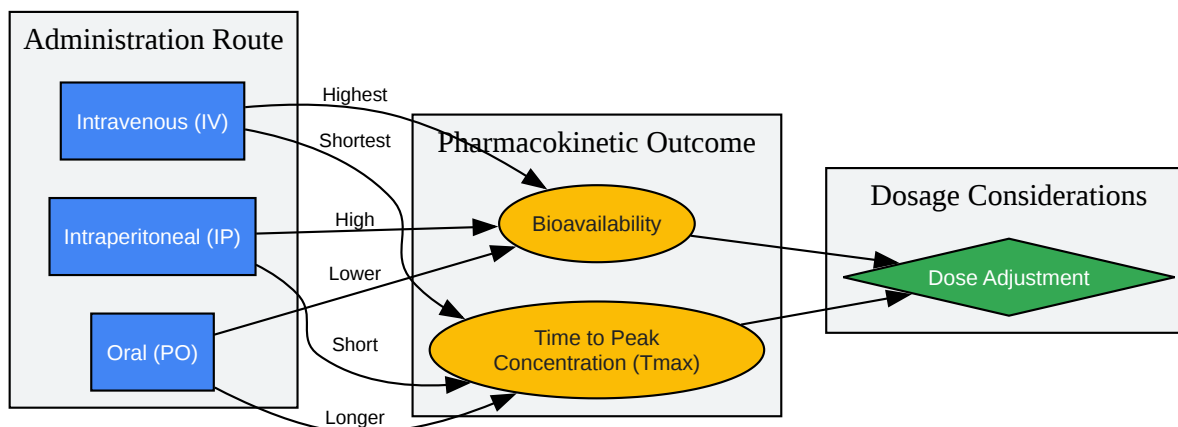 Administration Route
Intravenous (IV)
Intraperitoneal (IP)
Oral (PO)
Highest
Shortest
High
Lower
Short
Longer
Pharmacokinetic Outcome
Bioavailability
Time to Peak
Concentration (Tmax)
Dosage Considerations
Dose Adjustment